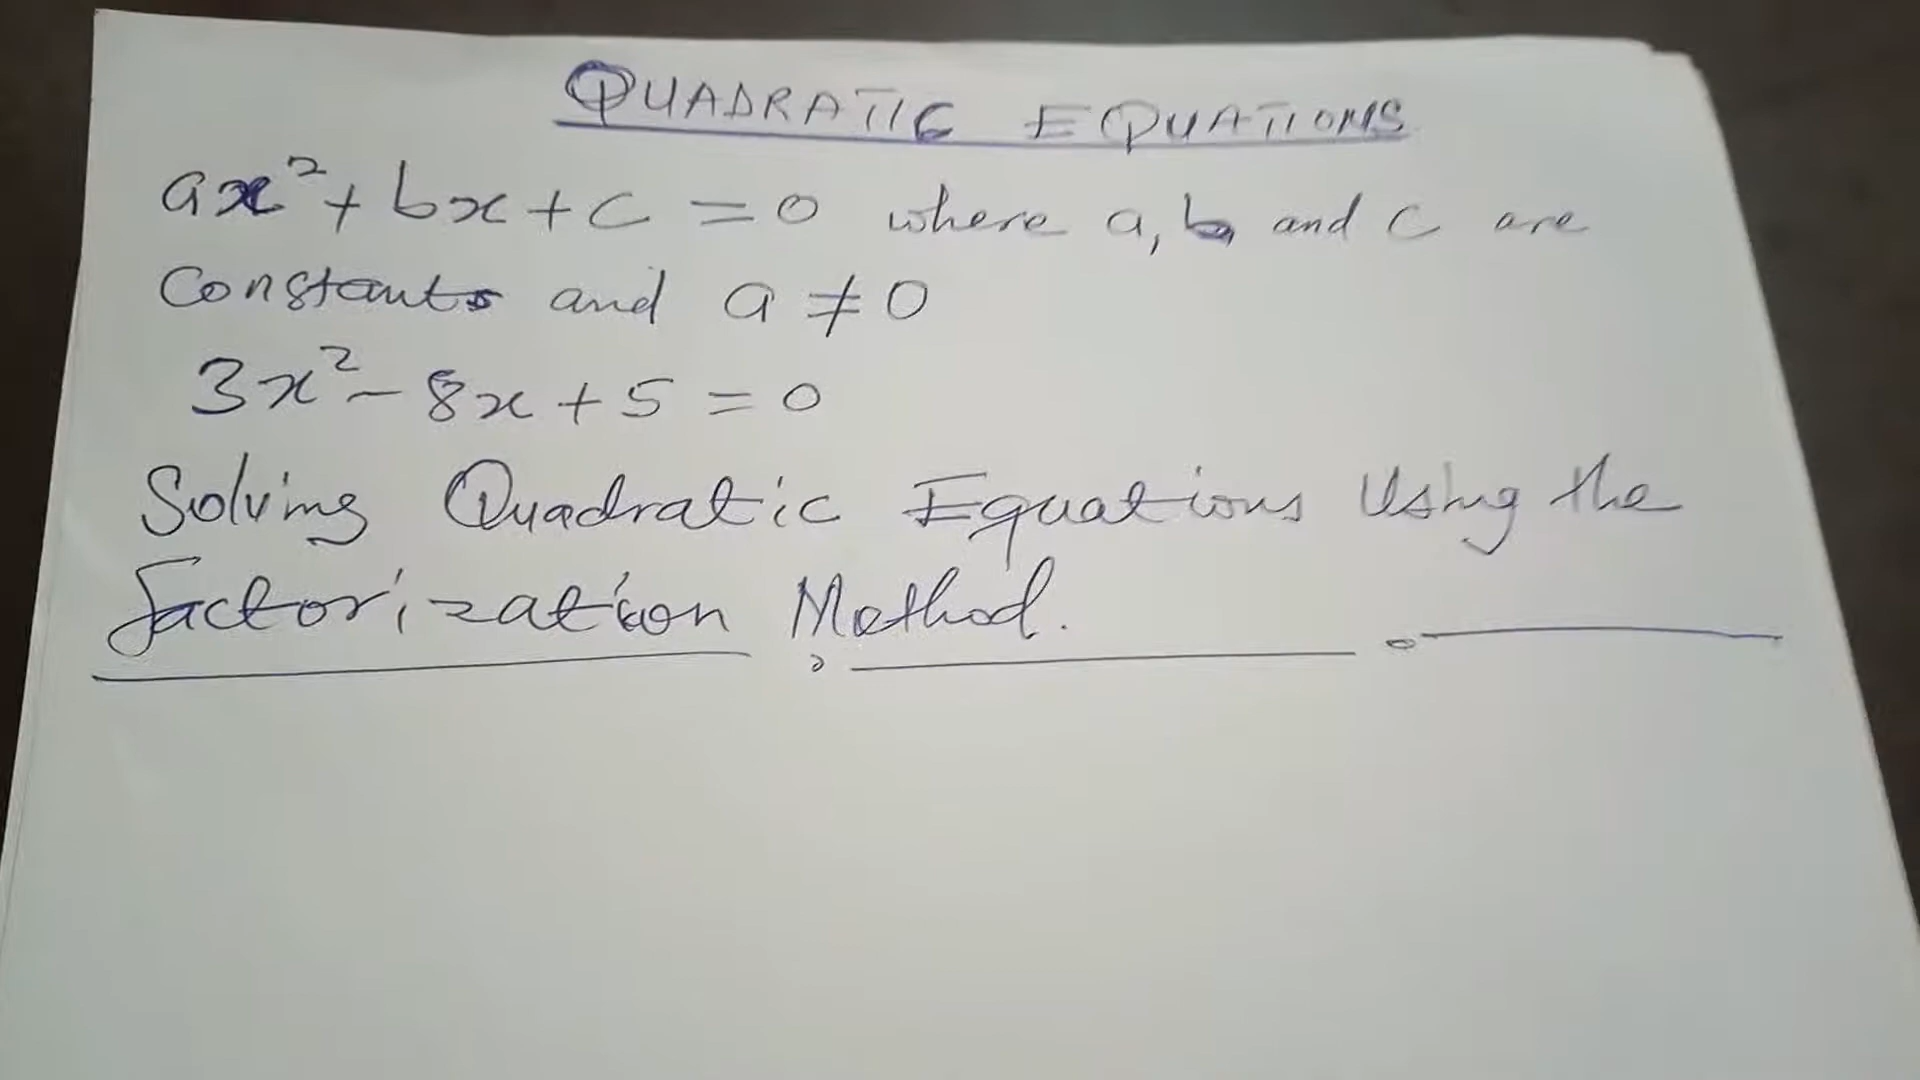 QUADRATIC EQUATIONS
ax² + bx + c = 0 where a, b, and c are
constants and a ≠ 0
3x² - 8x + 5 = 0
Solving Quadratic Equations Using the
Factorization Method.